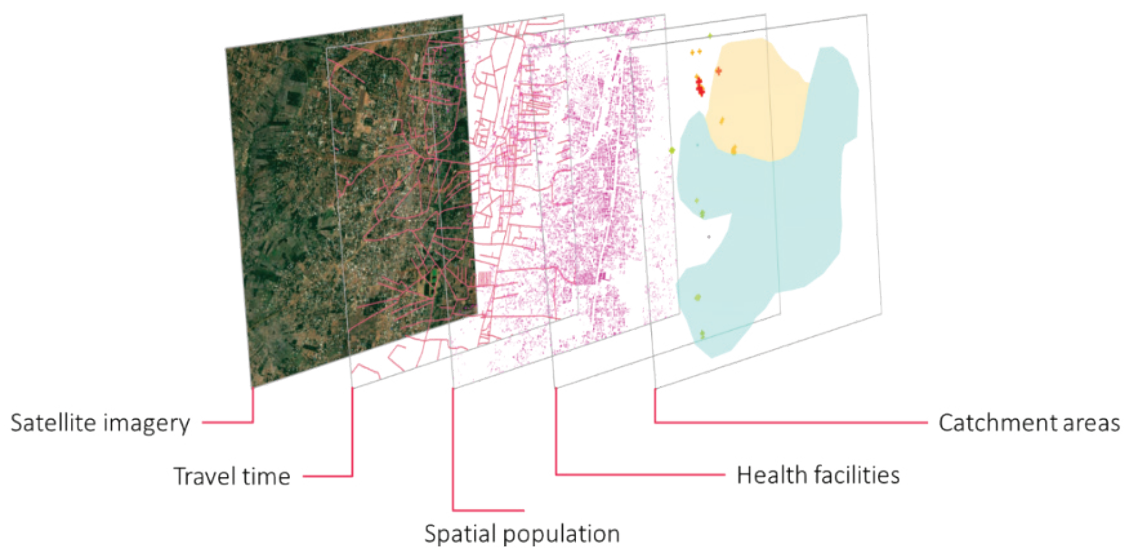 Satellite imagery
Catchment areas
Travel time
Health facilities
Spatial population